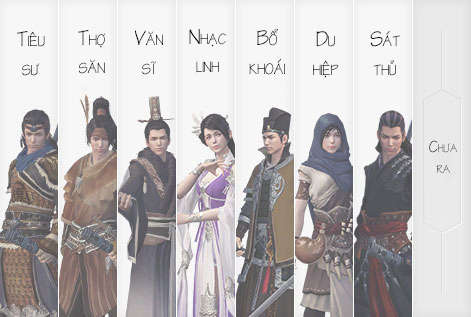 Tiêu
sư
Thợ
săn
Văn
sĩ
Nhạc
linh
Bổ
khoái
Du
hiệp
Sát
thủ
Chưa
ra